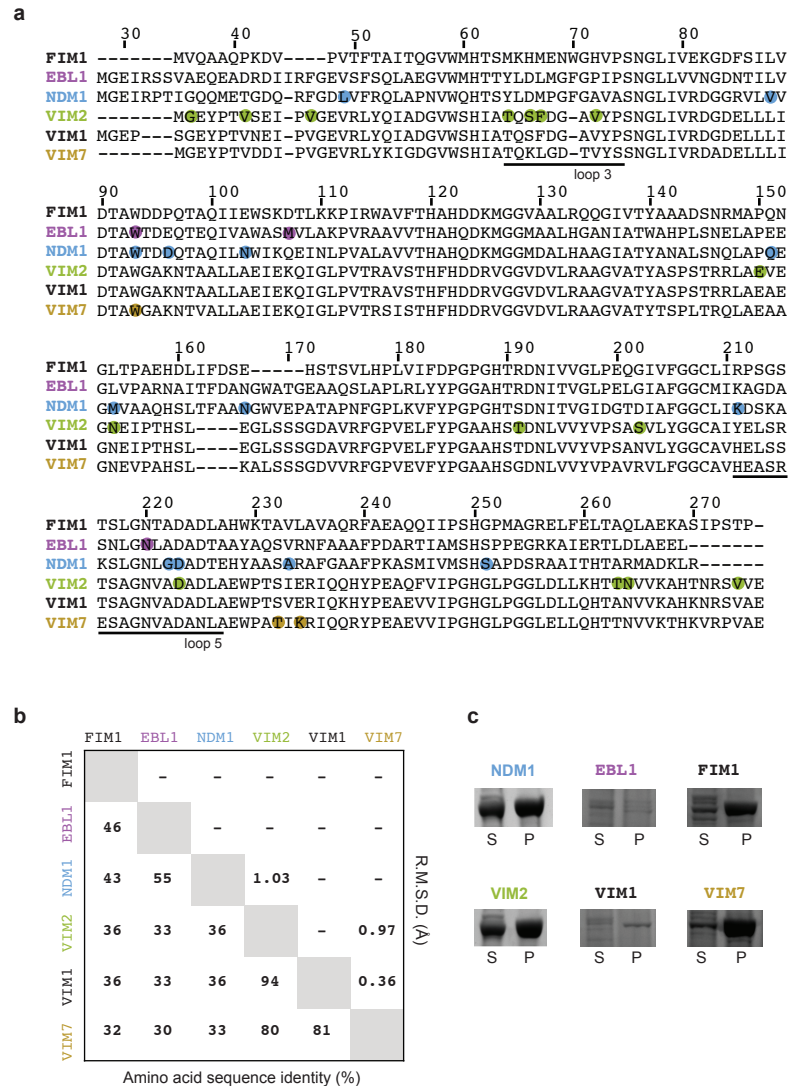 a
30 40 50 60 70 80
FIM1 -------MVQAAQPKDV-----PVTFTAITQGVWMHTSMKHMENWGHVPSNGLIVEKGDFSILV
EBL1 MGEIRSSVAEQEADRDIIRFGEVSFSQLAEGVWMHTTYLDLMGFGPIPSNGLLVVNGDNTILV
NDM1 MGEIRPTIGQQMETGDQ-RFGDLVFRQLAPNVWQHTSYLDMPGFGAVASNGLIVRDGGRVLVV
VIM2 -------MGEYPTVSEI-PVGEVRLYQIADGVWSHIATQSFDG-AVYPSNGLIVRDGDELLLI
VIM1 MGEP---SGEYPTVNEI-PVGEVRLYQIADGVWSHIATQSFDG-AVYPSNGLIVRDGDELLLI
VIM7 -------MGEYPTVDDI-PVGEVRLYKIGDGVWSHIATQKLGD-TVYSSNGLIVRDADELLLI
loop 3
90 100 110 120 130 140 150
FIM1 DTAWDDPQTAQIIEWSKDTLKKPIRWAVFTHAHDDKMGGVAALRQQGIVTYAAADSNRMAPQN
EBL1 DTAWTDEQTEQIVAWASMVLAKPVRAAVVTHAHQDKMGGMAALHGANIATWAHPLSNELAPEE
NDM1 DTAWTDDQTAQILNWIKQEINLPVALAVVTHAHQDKMGGMDALHAAGIATYANALSNQLAPQE
VIM2 DTAWGAKNTAALLAEIEKQIGLPVTRAVSTHFHDDRVGGVDVLRAAGVATYASPSTRRLAEVE
VIM1 DTAWGAKNTAALLAEIEKQIGLPVTRAVSTHFHDDRVGGVDVLRAAGVATYASPSTRRLAEAE
VIM7 DTAWGAKNTVALLAEIEKQIGLPVTRSISTHFHDDRVGGVDVLRAAGVATYTSPLTRQLAEAA
160 170 180 190 200 210
FIM1 GLTPAEHDLIFDSE-----HSTSVLHPLVIFDPGPGHTRDNIVVGLPEQGIVFGGCLIRPSGS
EBL1 GLVPARNAITFDANGWATGEAAQSLAPLRLYYPGGAHTRDNITVGLPELGIAFGGCMIKAGDA
NDM1 GMVAAQHSLTFAANGWVEPATAPNFGPLKVFYPGPGHTSDNITVGIDGTDIAFGGCLIKDSKA
VIM2 GNEIPTHSL----EGLSSSGDAVRFGPVELFYPGAAHSTDNLVVYVPSASVLYGGCAIYELSR
VIM1 GNEIPTHSL----EGLSSSGDAVRFGPVELFYPGAAHSTDNLVVYVPSANVLYGGCAVHELSS
VIM7 GNEVPAHSL----KALSSSGDVVRFGPVEVFYPGAAHSGDNLVVYVPAVRVLFGGCAVHEASR
220 230 240 250 260 270
FIM1 TSLGNTADADLAHWKTAVLAVAQRFAEAQQIIPSHGPMAGRELFELTAQLAEKASIPSTP-
EBL1 SNLGNLADADTAAYAQSVRNFAAAFPDARTIAMSHSPPEGRKAIERTLDLAEEL------
NDM1 KSLGNLGDADTEHYAASARAFGAAFPKASMIVMSHSAPDSRAAITHTARMADKLR-----
VIM2 TSAGNVADADLAEWPTSIERIQQHYPEAQFVIPGHGLPGGLDLLKHTTNVVKAHTNRSVVE
VIM1 TSAGNVADADLAEWPTSVERIQKHYPEAEVVIPGHGLPGGLDLLQHTANVVKAHKNRSVAE
VIM7 ESAGNVADANLAEWPATIKRIQQRYPEAEVVIPGHGLPGGLELLQHTTNVVKTHKVRPVAE
loop 5
b
FIM1 EBL1 NDM1 VIM2 VIM1 VIM7
FIM1 – – – – –
EBL1 46 – – – –
NDM1 43 55 1.03 – –
VIM2 36 33 36 – 0.97
VIM1 36 33 36 94 0.36
VIM7 32 30 33 80 81
R.M.S.D. (Å)
Amino acid sequence identity (%)
c
NDM1 EBL1 FIM1
S P S P S P
VIM2 VIM1 VIM7
S P S P S P